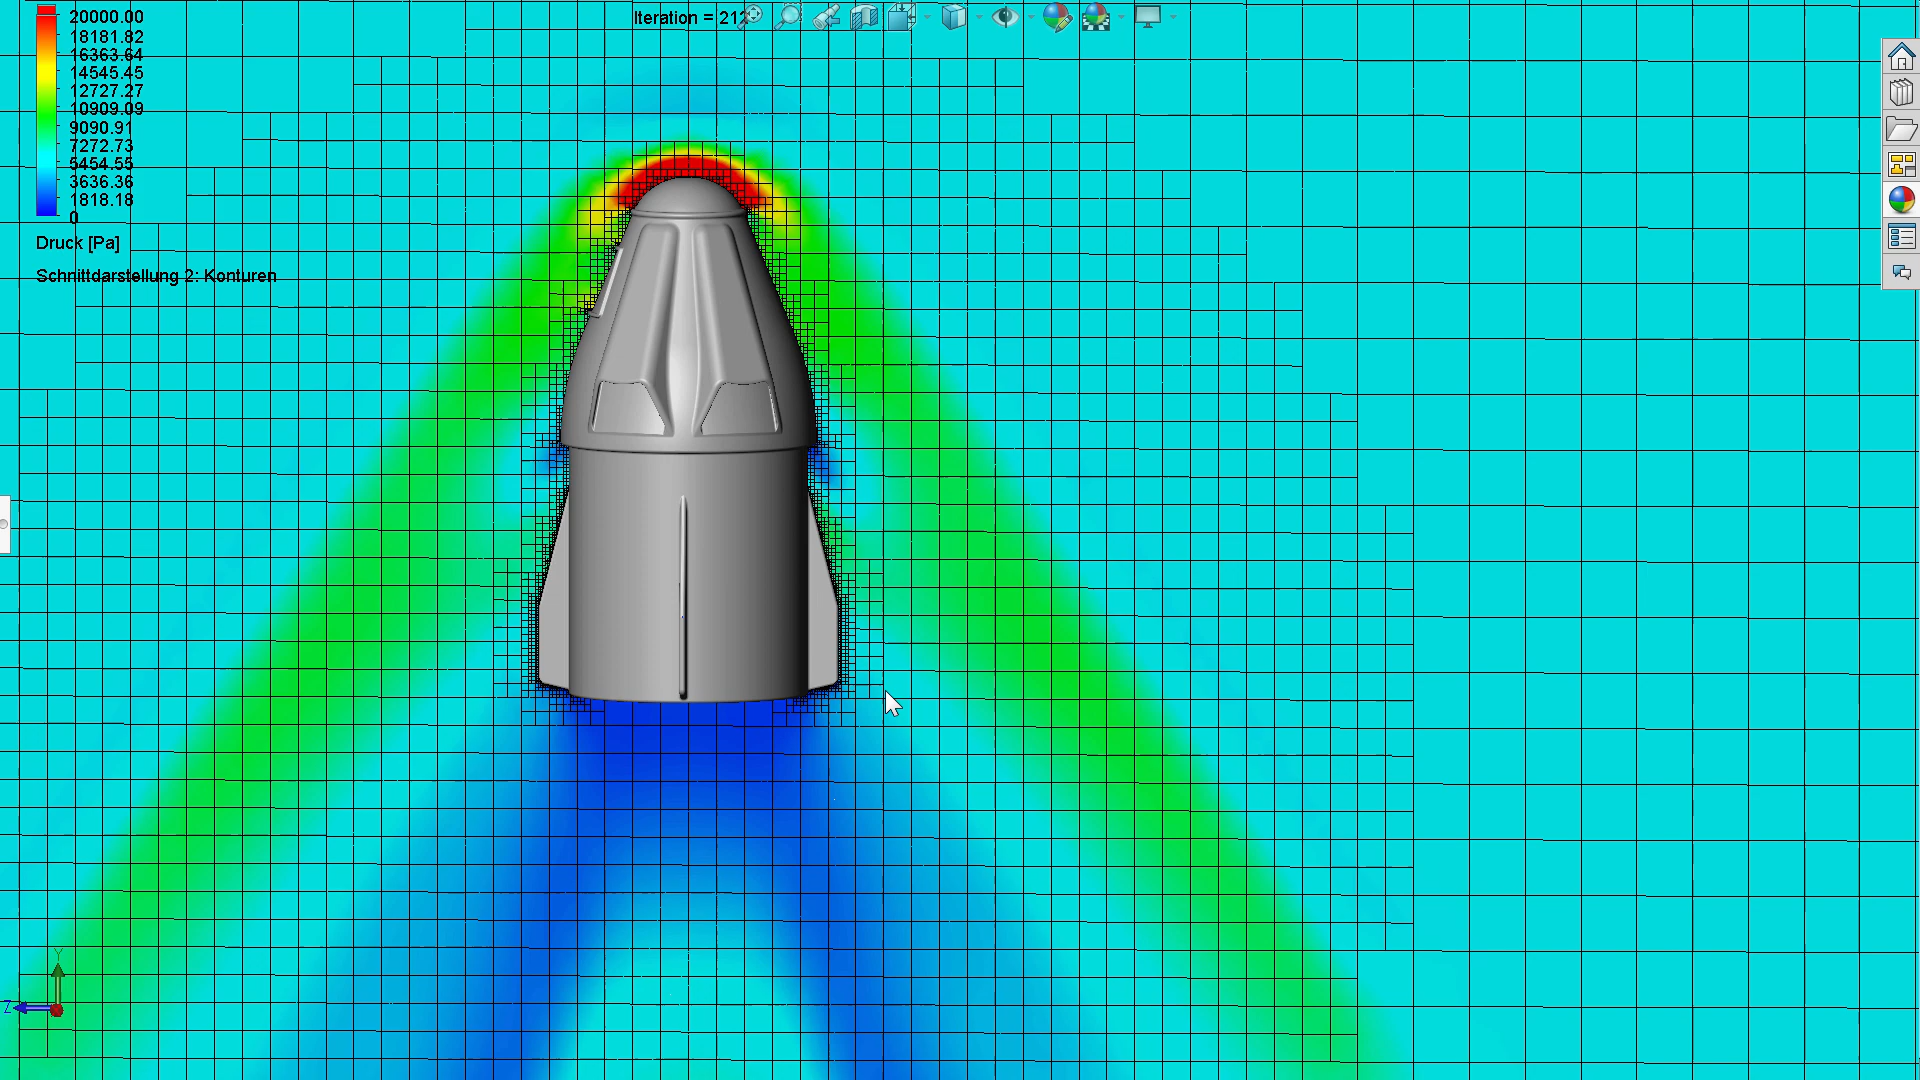 20000.00
18181.82
16363.64
14545.45
12727.27
10909.09
9090.91
7272.73
5454.55
3636.36
1818.18
0
Druck [Pa]
Schnittdarstellung 2: Konturen
Iteration =
Y
Z